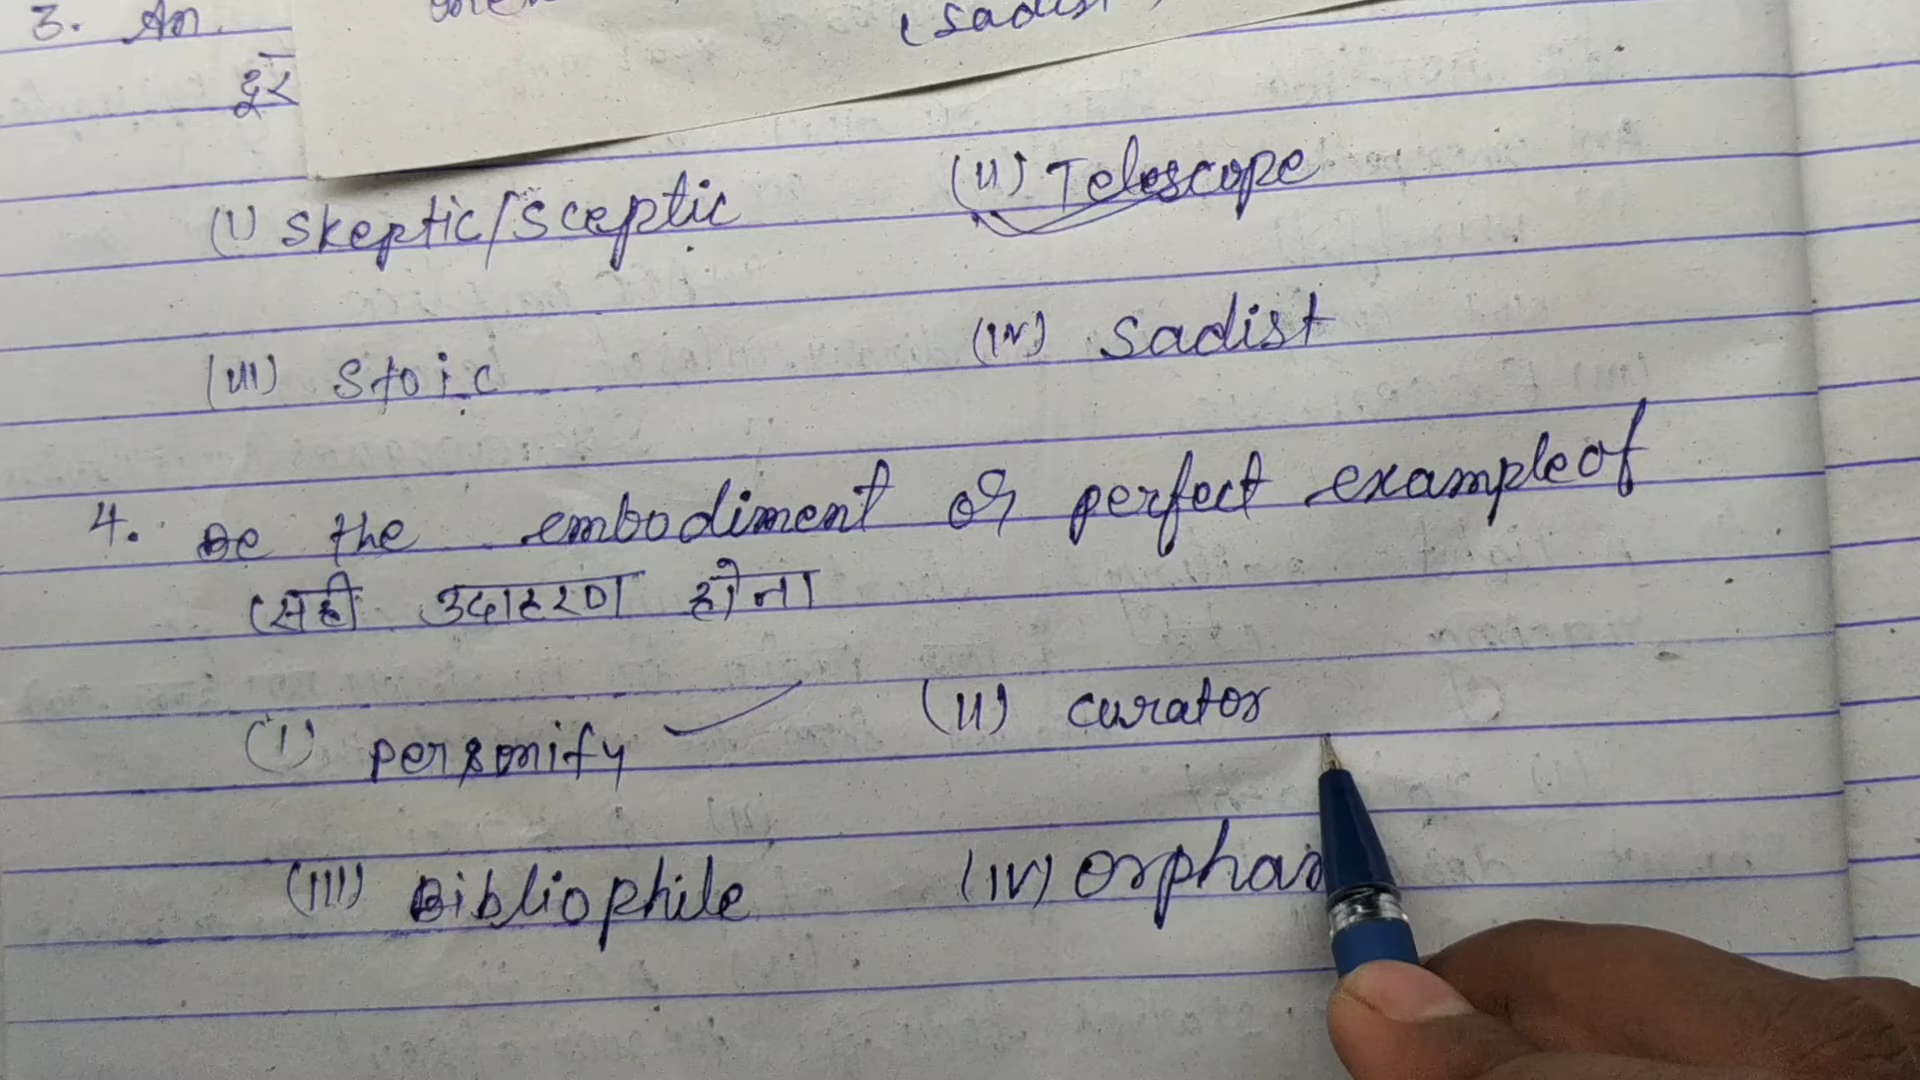 3. An.
(Sadist
दूर
(I) Skeptic/Sceptic (II) Telescope
(III) Stoic (IV) Sadist
4. Be the embodiment or perfect example of
(सही उदाहरण होना
(I) personify (II) curator
(III) Bibliophile (IV) Orphan